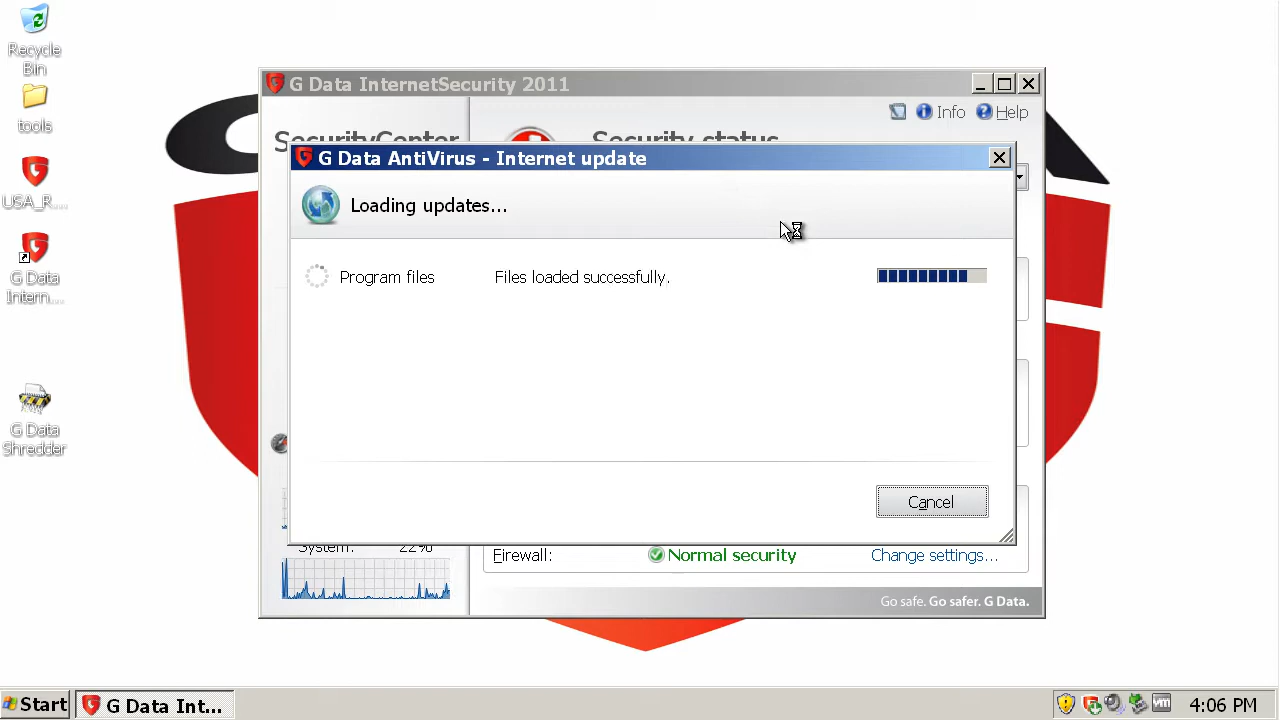 Recycle
Bin
tools
USA_R....
G Data
Intern....
G Data
Shredder
G Data InternetSecurity 2011
Info
Help
SecurityCenter
Security status
G Data AntiVirus - Internet update
Loading updates...
Program files
Files loaded successfully.
Cancel
System:
22%
Firewall:
Normal security
Change settings...
Go safe. Go safer. G Data.
Start
G Data Int...
vm
4:06 PM